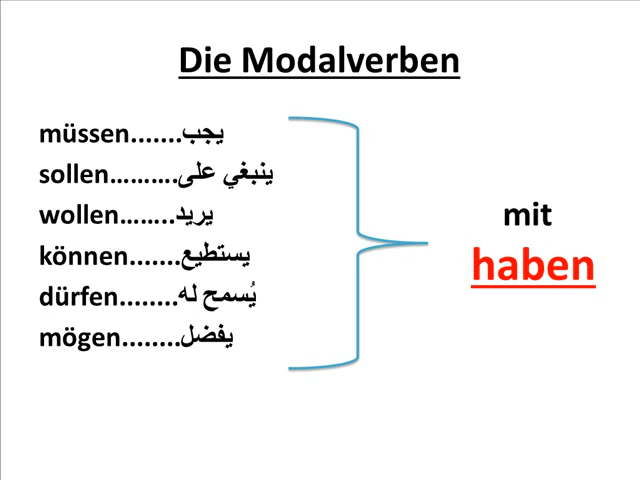 Die Modalverben
müssen.......يجب
sollen……….ينبغي على
wollen……..يريد
können.......يستطيع
dürfen........يُسمح له
mögen........يفضل
mit
haben